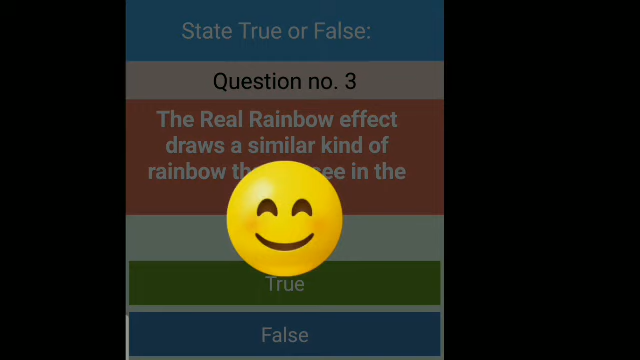 State True or False:
Question no. 3
The Real Rainbow effect
draws a similar kind of
rainbow see in the
True
False